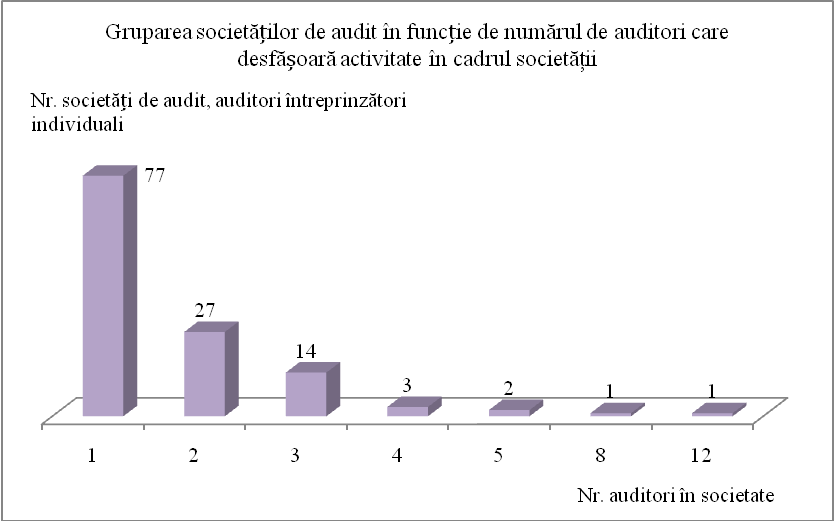 Gruparea societăților de audit în funcție de numărul de auditori care
desfășoară activitate în cadrul societății
Nr. societăți de audit, auditori întreprinzători
individuali
77
27
14
3
2
1
1
1
2
3
4
5
8
12
Nr. auditori în societate